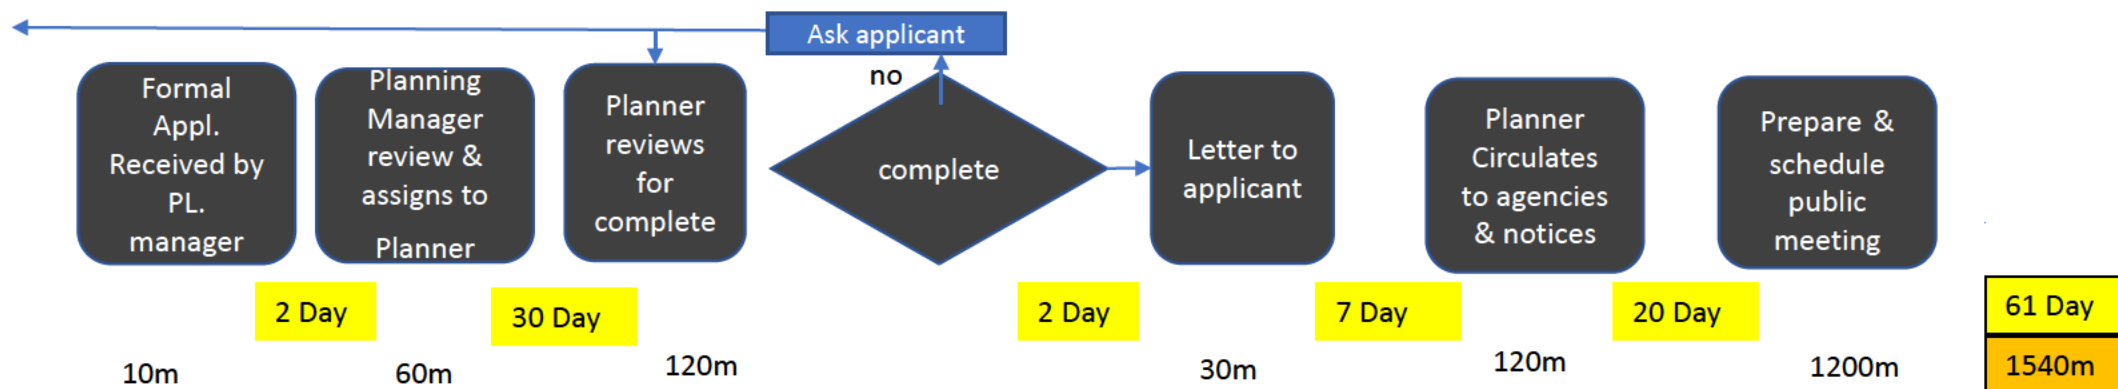 Ask applicant
no
Formal
Appl.
Received by
PL.
manager
Planning
Manager
review &
assigns to
Planner
Planner
reviews
for
complete
complete
Letter to
applicant
Planner
Circulates
to agencies
& notices
Prepare &
schedule
public
meeting
2 Day
30 Day
2 Day
7 Day
20 Day
61 Day
10m
60m
120m
30m
120m
1200m
1540m